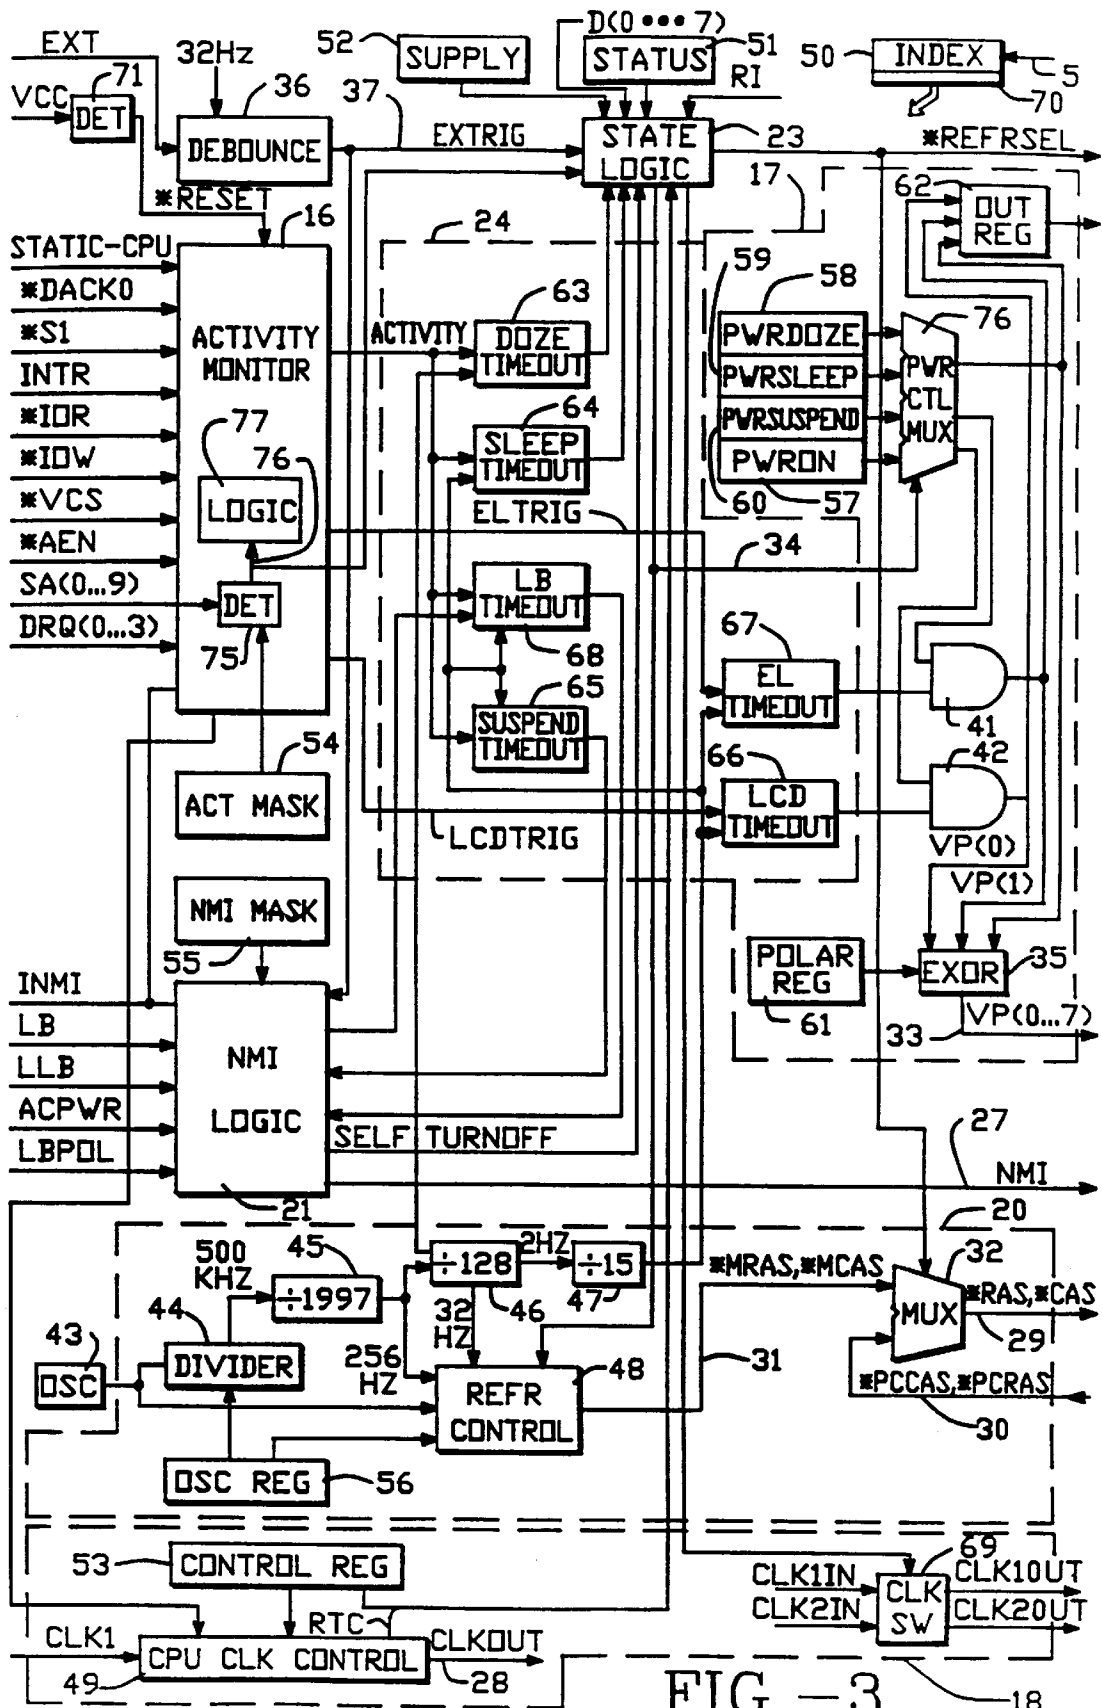 EXT
32Hz
52
SUPPLY
D(0 ••• 7)
STATUS
51
RI
50
INDEX
5
70
VCC
71
DET
36
DEBOUNCE
37
EXTRIG
STATE
LOGIC
23
*REFRSEL
*RESET
16
17
62
OUT
REG
24
STATIC-CPU
*DACK0
*S1
INTR
*IOR
*IOW
*VCS
*AEN
SA(0...9)
DRQ(0...3)
ACTIVITY
MONITOR
77
LOGIC
76
DET
75
ACTIVITY
63
DOZE
TIMEOUT
64
SLEEP
TIMEOUT
ELTRIG
59
58
PWRDOZE
PWRSLEEP
PWRSUSPEND
PWRON
60
57
76
PWR
CTL
MUX
34
LB
TIMEOUT
68
65
SUSPEND
TIMEOUT
67
EL
TIMEOUT
41
42
66
LCD
TIMEOUT
54
ACT MASK
LCDTRIG
VP(0)
VP(1)
NMI MASK
55
POLAR
REG
61
EXOR
35
33
VP(0...7)
INMI
LB
LLB
ACPWR
LBPOL
NMI
LOGIC
21
SELF TURNOFF
27
NMI
20
500
KHZ
45
÷1997
÷128
46
2HZ
÷15
47
*MRAS,*MCAS
32
MUX
*RAS,*CAS
29
44
43
OSC
DIVIDER
32
HZ
256
HZ
48
REFR
CONTROL
31
*PCCAS,*PCRAS
30
OSC REG
56
53
CONTROL REG
RTC
CLK1
CPU CLK CONTROL
49
CLKOUT
28
CLK1IN
CLK2IN
69
CLK
SW
CLK1OUT
CLK2OUT
18
FIG.—3